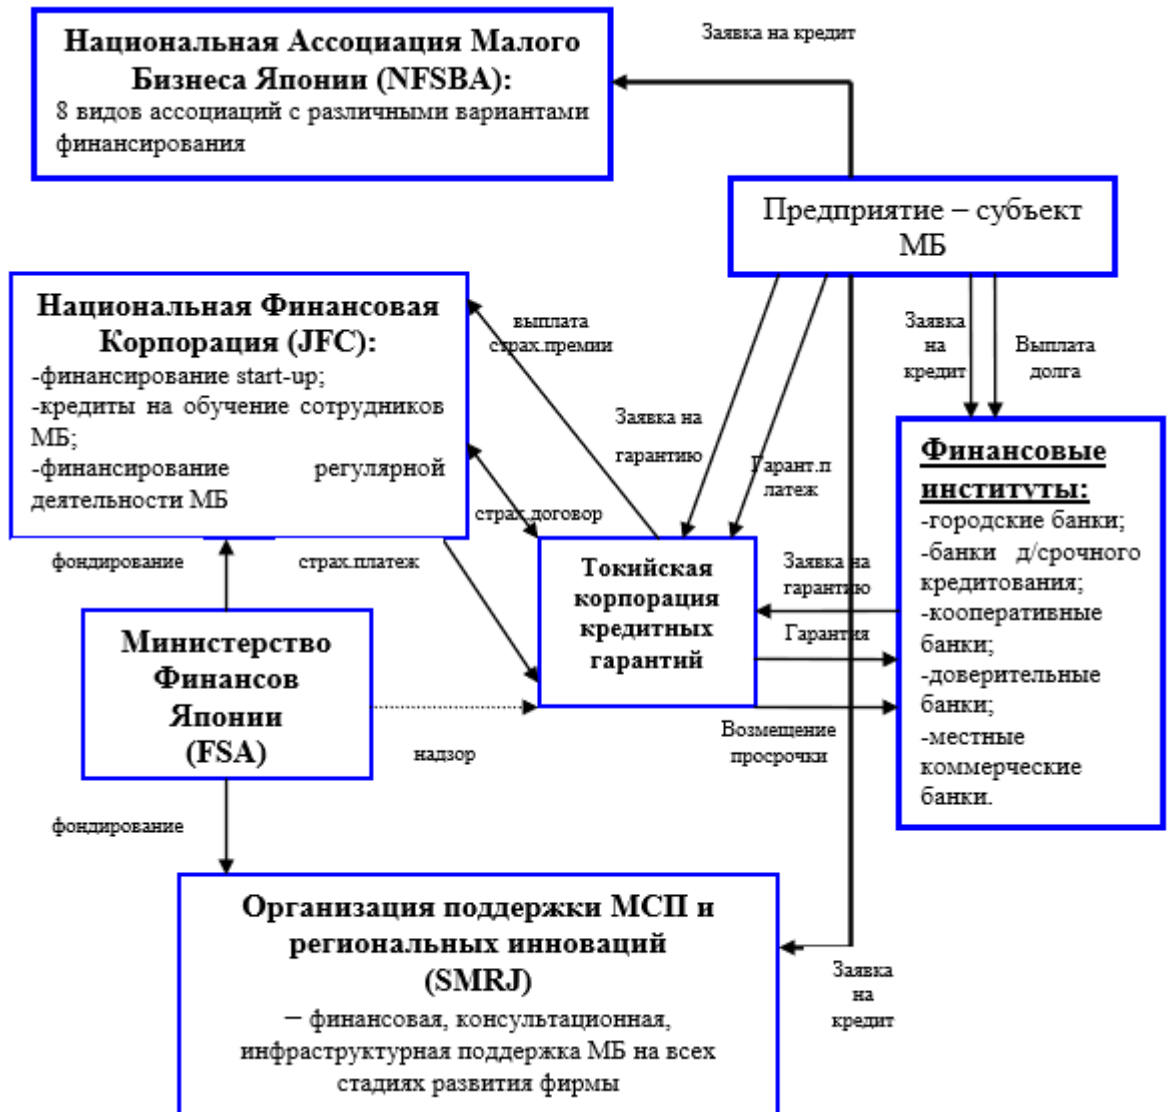 Национальная Ассоциация Малого
Бизнеса Японии (NFSBA):
8 видов ассоциаций с различными вариантами
финансирования
Заявка на кредит
Предприятие – субъект
МБ
Национальная Финансовая
Корпорация (JFC):
-финансирование start-up;
-кредиты на обучение сотрудников
МБ;
-финансирование регулярной
деятельности МБ
выплата
страх.премии
Заявка на
гарантию
Гарант.п
латеж
Заявка
на
кредит
Выплата
долга
Финансовые
институты:
-городские банки;
-банки д/срочного
кредитования;
-кооперативные
банки;
-доверительные
банки;
-местные
коммерческие
банки.
страх.договор
фондирование
страх.платеж
Токийская
корпорация
кредитных
гарантий
Заявка на
гарантию
Гарантия
Возмещение
просрочки
Министерство
Финансов
Японии
(FSA)
надзор
фондирование
Организация поддержки МСП и
региональных инноваций
(SMRJ)
– финансовая, консультационная,
инфраструктурная поддержка МБ на всех
стадиях развития фирмы
Заявка
на
кредит